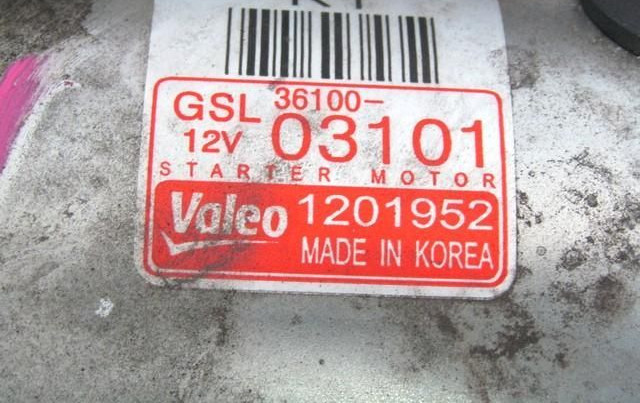 GSL 36100-
12V 03101
STARTER MOTOR
Valeo 1201952
MADE IN KOREA